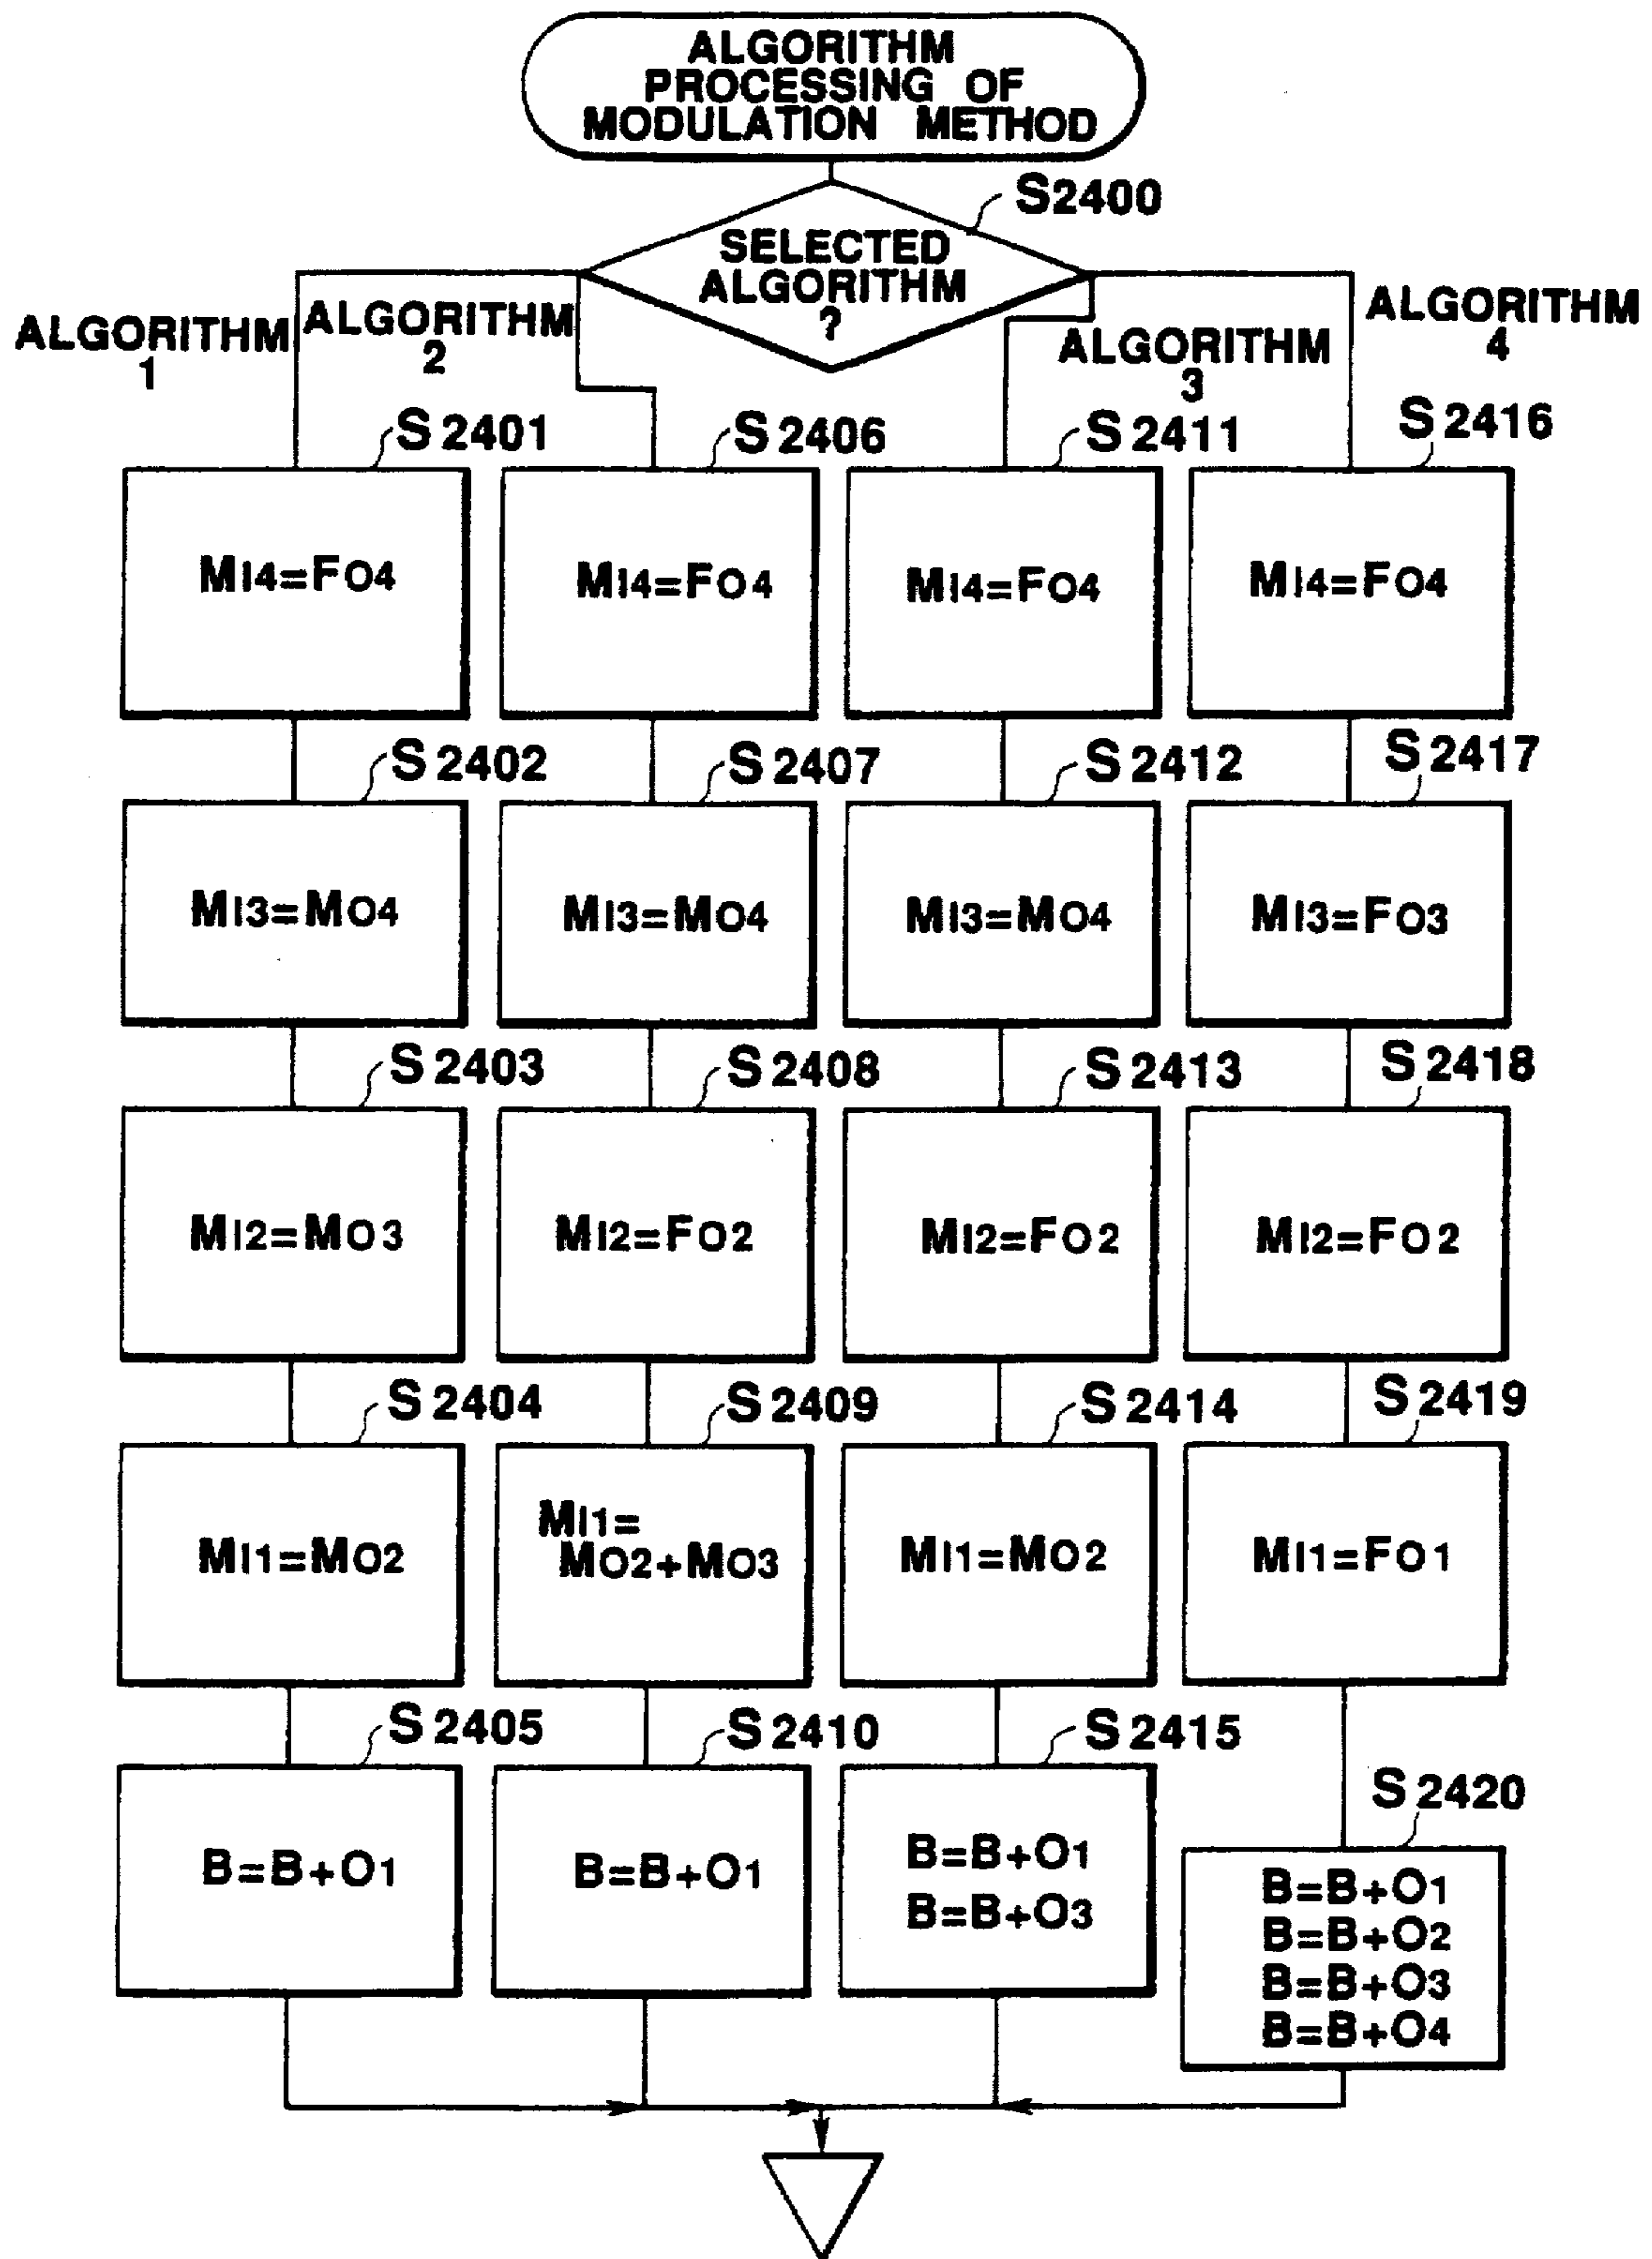 ALGORITHM
PROCESSING OF
MODULATION METHOD
S2400
SELECTED
ALGORITHM
?
ALGORITHM
1
ALGORITHM
2
ALGORITHM
3
ALGORITHM
4
S2401
S2406
S2411
S2416
MI4=FO4
MI4=FO4
MI4=FO4
MI4=FO4
S2402
S2407
S2412
S2417
MI3=MO4
MI3=MO4
MI3=MO4
MI3=FO3
S2403
S2408
S2413
S2418
MI2=MO3
MI2=FO2
MI2=FO2
MI2=FO2
S2404
S2409
S2414
S2419
MI1=MO2
MI1=
MO2+MO3
MI1=MO2
MI1=FO1
S2405
S2410
S2415
S2420
B=B+O1
B=B+O1
B=B+O1
B=B+O3
B=B+O1
B=B+O2
B=B+O3
B=B+O4